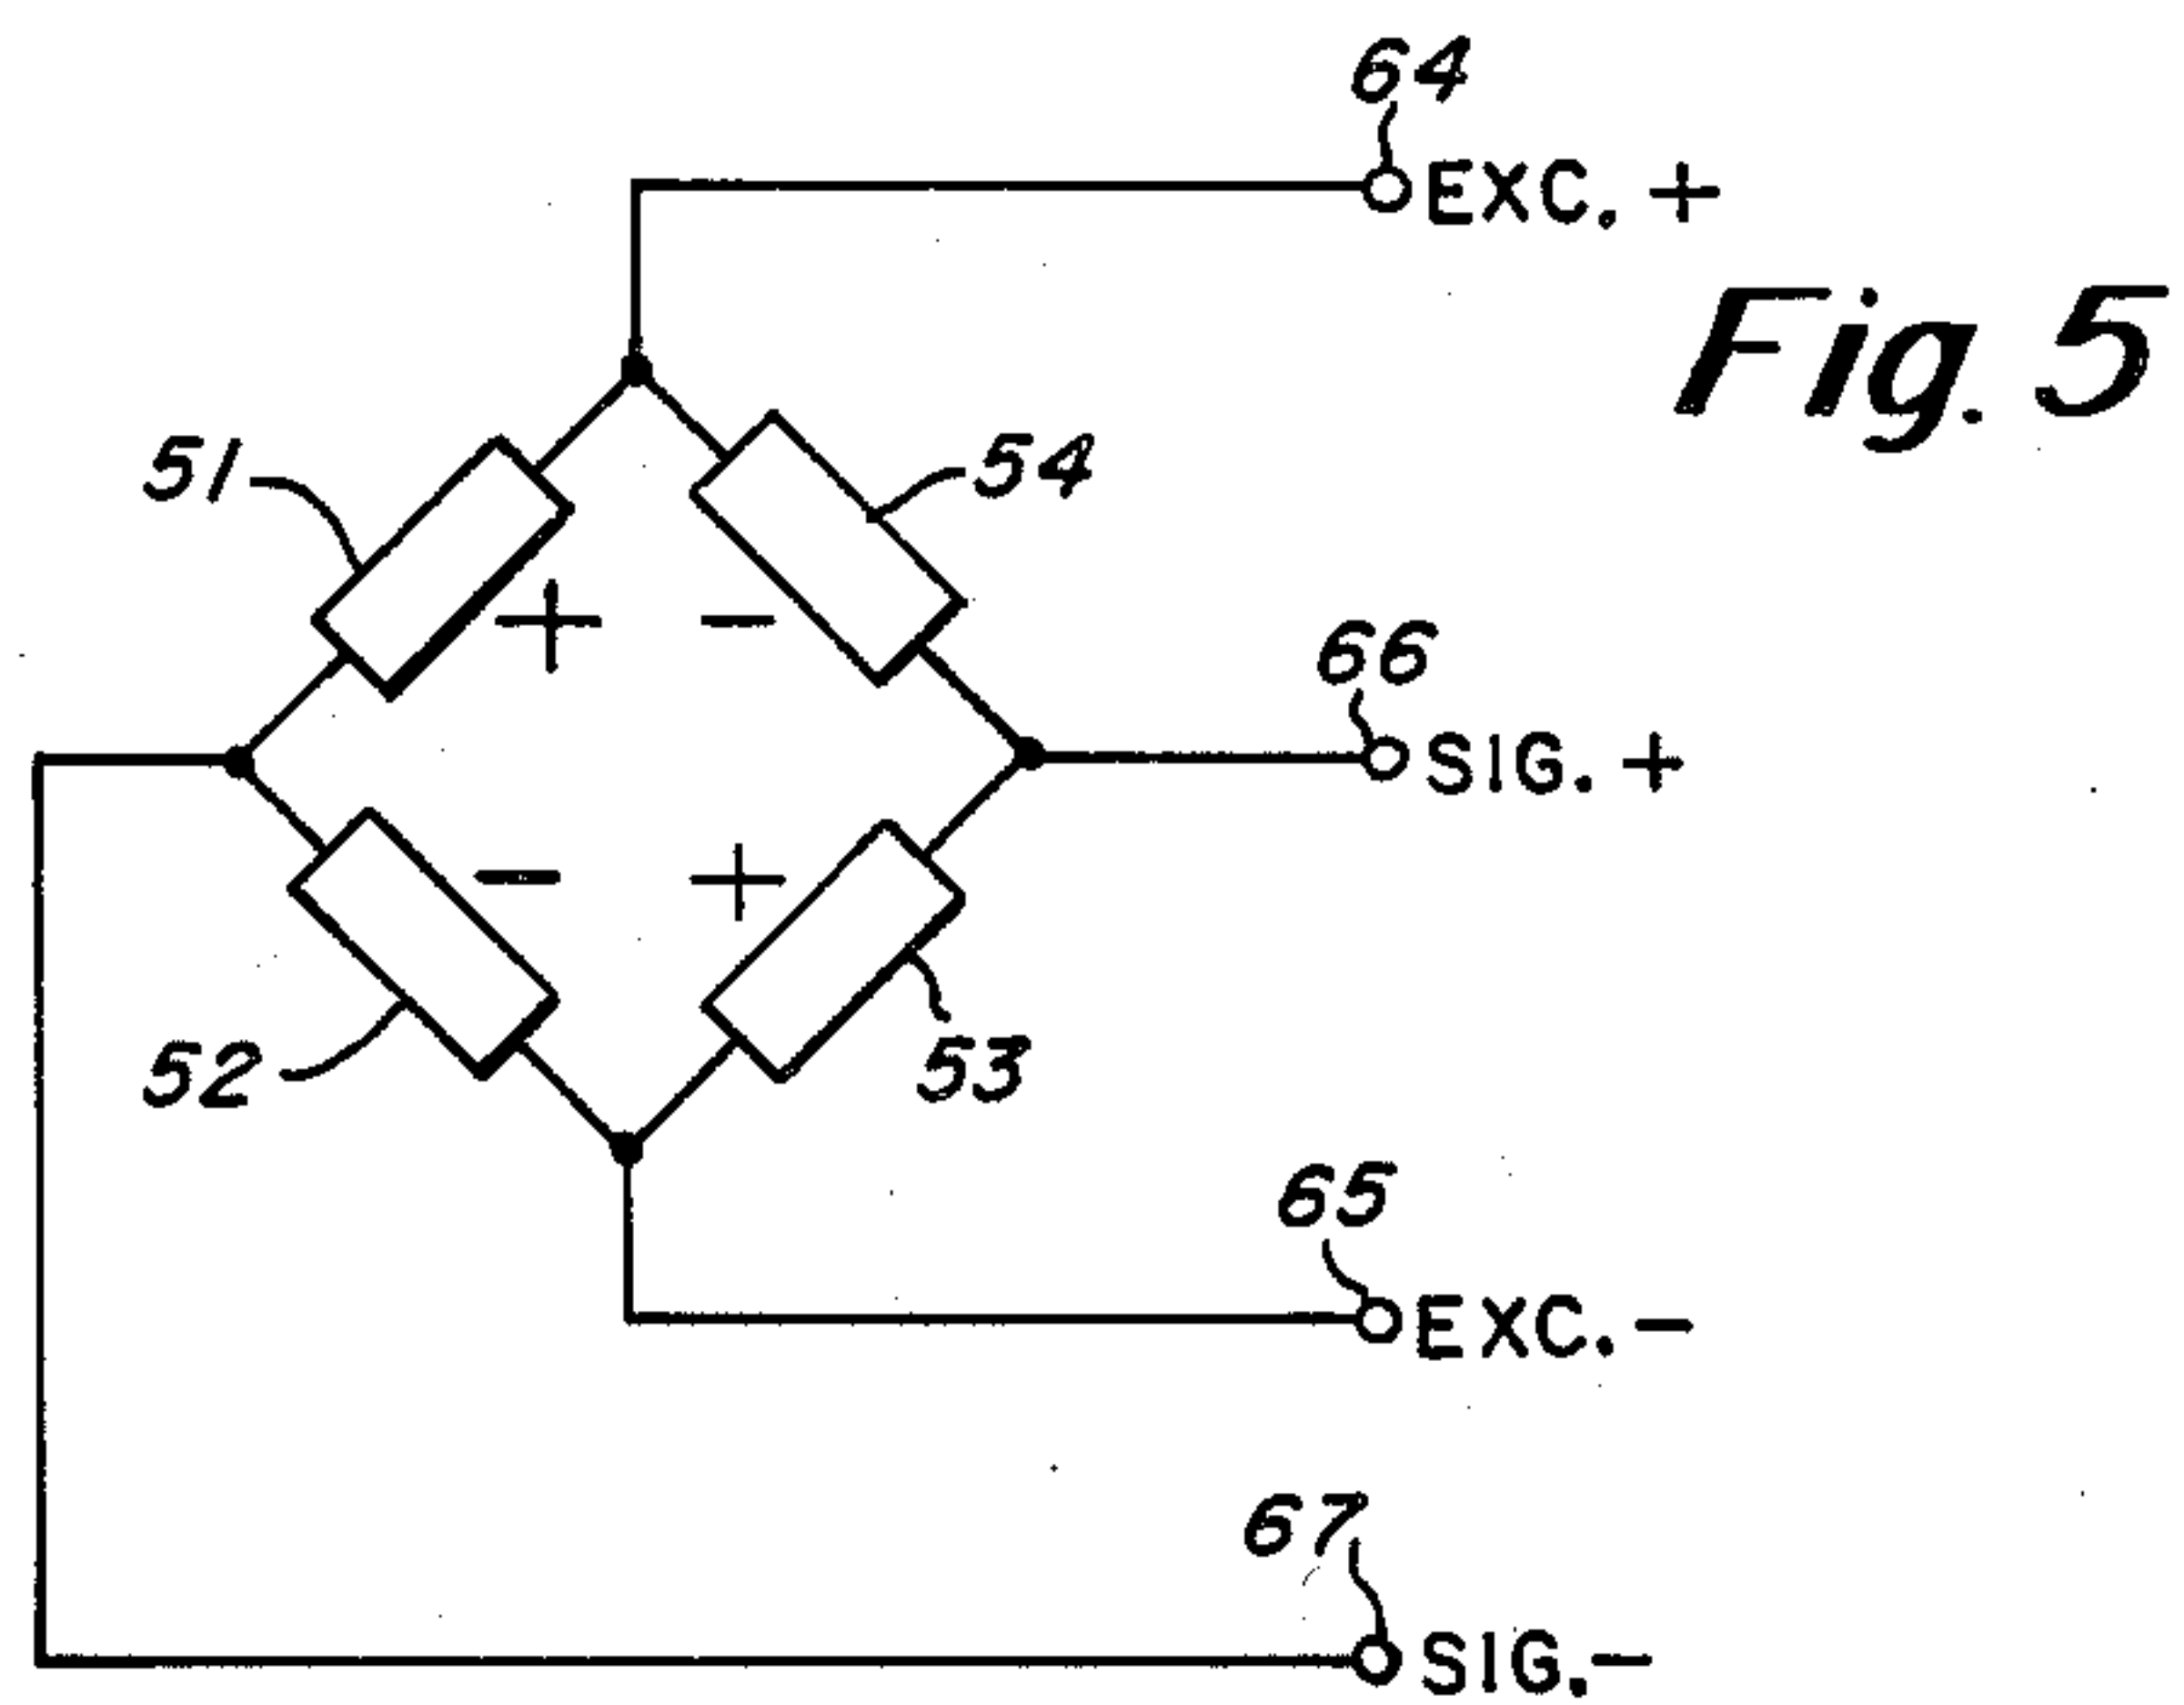 64
EXC. +
Fig. 5
51
54
+ -
66
SIG. +
- +
52
53
65
EXC. -
67
SIG. -